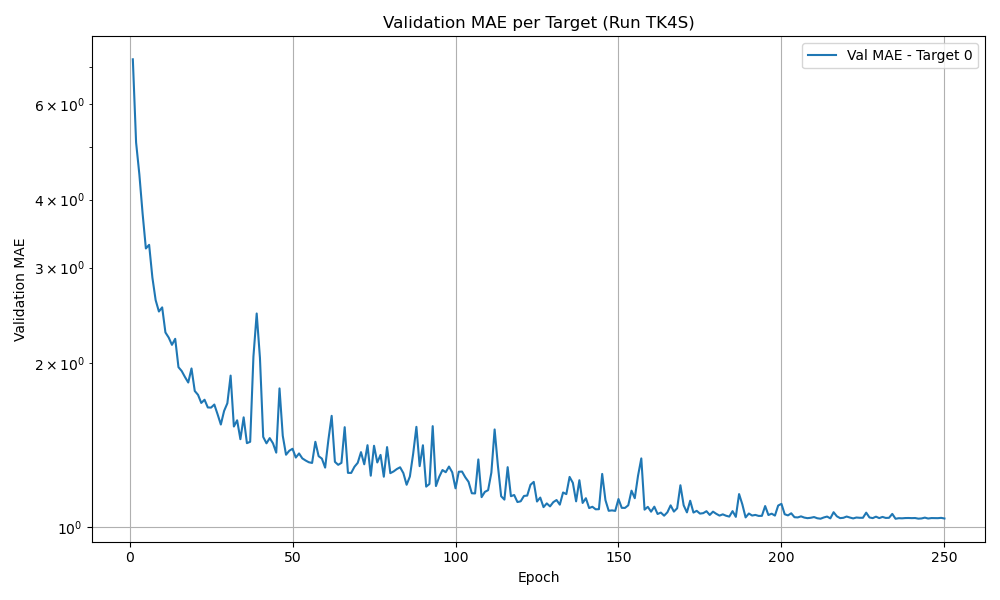 Validation MAE per Target (Run TK4S)
Val MAE - Target 0
Validation MAE
6 × 10⁰
4 × 10⁰
3 × 10⁰
2 × 10⁰
10⁰
0 50 100 150 200 250
Epoch